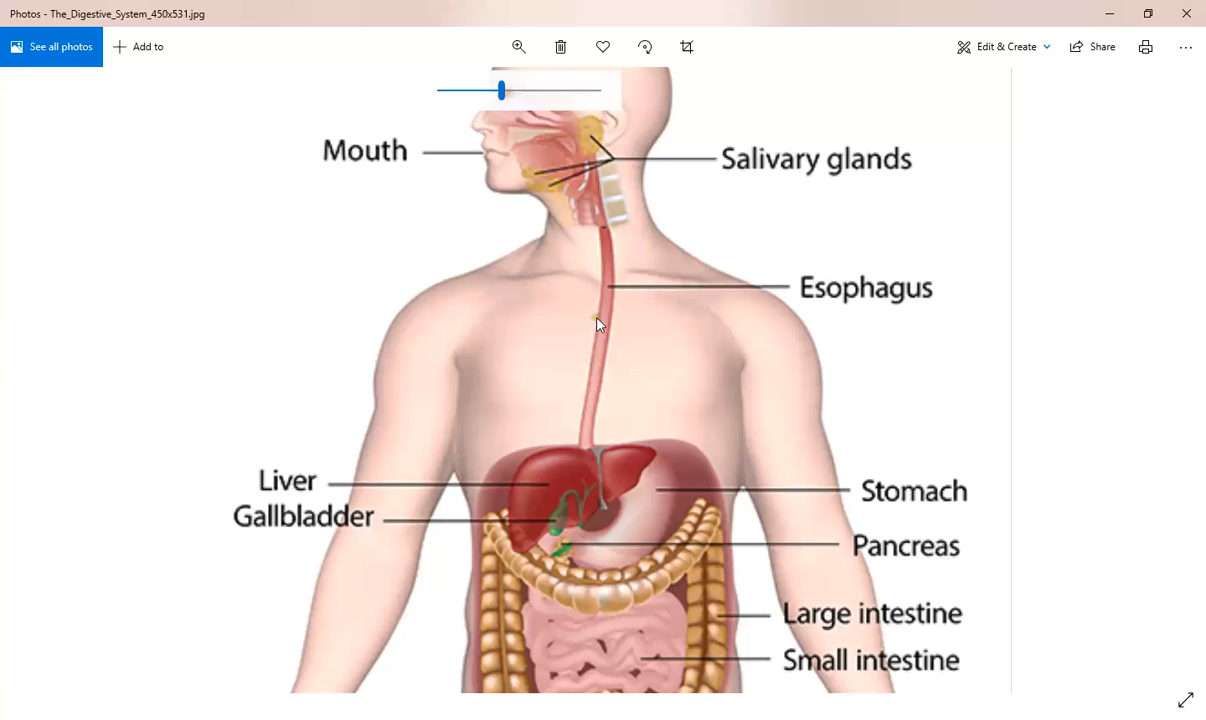 Photos - The_Digestive_System_450x531.jpg
See all photos
Add to
Edit & Create
Share
Mouth
Salivary glands
Esophagus
Liver
Gallbladder
Stomach
Pancreas
Large intestine
Small intestine